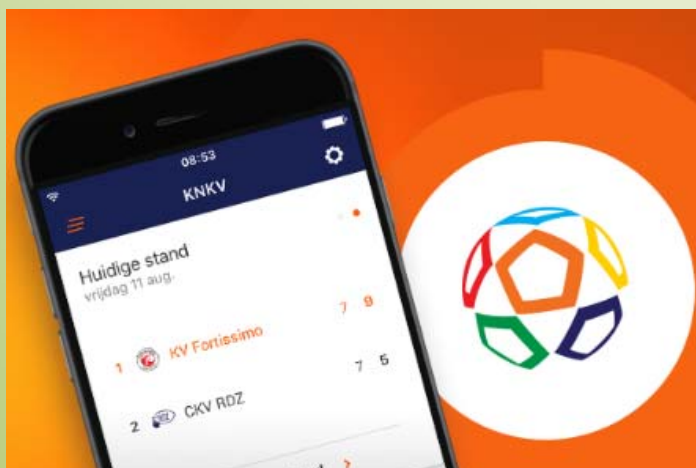 08:53
KNKV
Huidige stand
vrijdag 11 aug.
1 KV Fortissimo 7 9
2 CKV RDZ 7 5